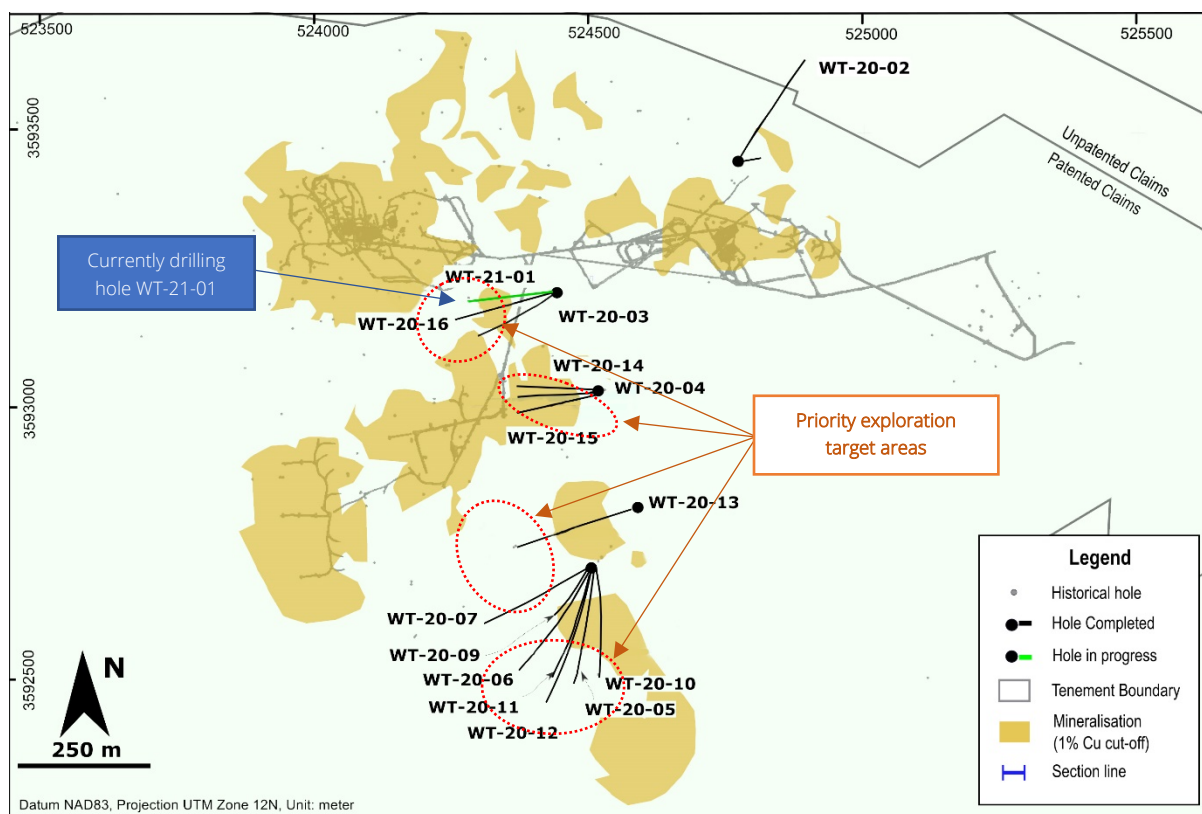 523500
524000
524500
525000
525500
WT-20-02
3593500
Unpatented Claims
Patented Claims
Currently drilling
hole WT-21-01
WT-21-01
WT-20-03
WT-20-16
WT-20-14
WT-20-04
3593000
WT-20-15
Priority exploration
target areas
WT-20-13
WT-20-07
WT-20-09
WT-20-06
WT-20-10
WT-20-11
WT-20-05
WT-20-12
3592500
N
250 m
Legend
Historical hole
Hole Completed
Hole in progress
Tenement Boundary
Mineralisation
(1% Cu cut-off)
Section line
Datum NAD83, Projection UTM Zone 12N, Unit: meter